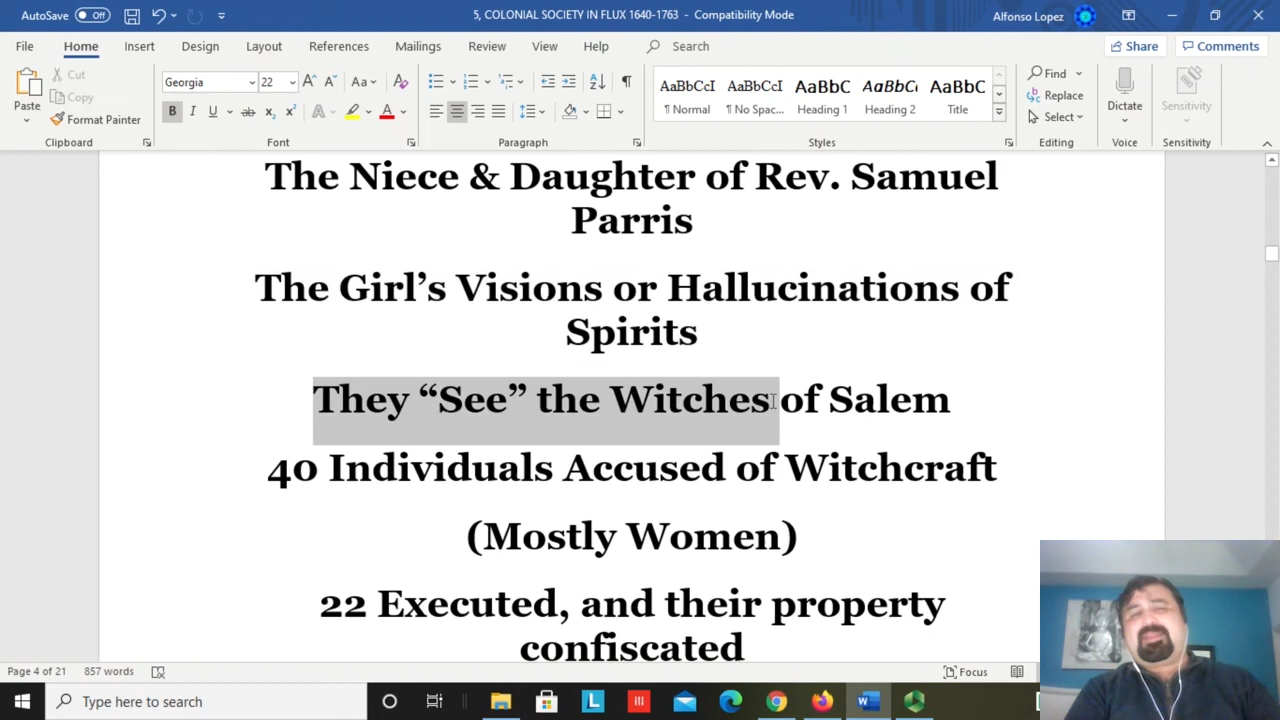 AutoSave Off 5, COLONIAL SOCIETY IN FLUX 1640-1763 - Compatibility Mode Alfonso Lopez
File Home Insert Design Layout References Mailings Review View Help Search Share Comments
Paste
Cut
Copy
Format Painter
Clipboard
Georgia 22 Aa
B I U ab x₂ x² A A
Font
Paragraph
AaBbCcI AaBbCcI AaBbC AaBbCc AaBbC
¶ Normal ¶ No Spac... Heading 1 Heading 2 Title
Styles
Find
Replace
Select
Editing
Dictate
Voice
Sensitivity
Sensitivity
The Niece & Daughter of Rev. Samuel
Parris
The Girl’s Visions or Hallucinations of
Spirits
They “See” the Witches of Salem
40 Individuals Accused of Witchcraft
(Mostly Women)
22 Executed, and their property
confiscated
Page 4 of 21 857 words Focus
Type here to search